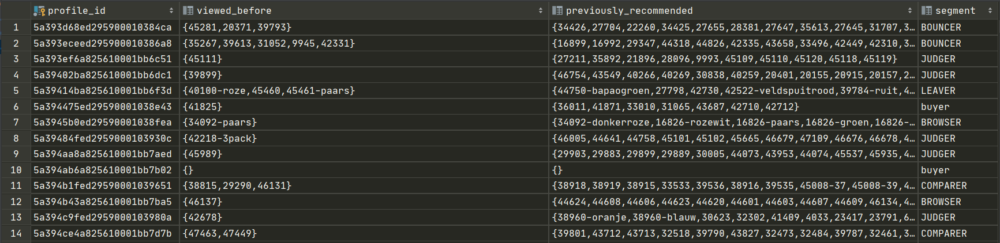 profile_id viewed_before previously_recommended segment
1 5a393d68ed295900010384ca {45281,20371,39793} {34426,27704,22260,34425,27655,28381,27647,35613,27645,31707,3… BOUNCER
2 5a393eceed295900010386a8 {35267,39613,31052,9945,42331} {16899,16992,29347,44318,44826,42335,43658,33496,42449,42310,3… BOUNCER
3 5a393ef6a825610001bb6c51 {45111} {27211,35892,21896,28096,9993,45109,45110,45120,45118,45119} JUDGER
4 5a39402ba825610001bb6dc1 {39899} {46754,43549,40266,40269,30838,40259,20401,20155,20915,20157,2… JUDGER
5 5a39414ba825610001bb6f3d {40100-roze,45460,45461-paars} {44750-bapaogroen,27798,42730,42522-veldspuitrood,39784-ruit,4… LEAVER
6 5a394475ed29590001038e43 {41825} {36011,41871,33010,31065,43687,42710,42712} buyer
7 5a3945b0ed29590001038fea {34092-paars} {34092-donkerroze,16826-rozewit,16826-paars,16826-groen,16826-… BROWSER
8 5a39484fed2959000103930c {42218-3pack} {46005,44641,44758,45101,45102,45665,46679,47109,46676,46678,4… JUDGER
9 5a394aa8a825610001bb7aed {45989} {29903,29883,29899,29889,30005,44073,43953,44074,45537,45935,4… JUDGER
10 5a394ab6a825610001bb7b02 {} {} buyer
11 5a394b1fed29590001039651 {38815,29290,46131} {38918,38919,38915,33533,39536,38916,39535,45008-37,45008-39,4… COMPARER
12 5a394b43a825610001bb7ba5 {46137} {44624,44608,44606,44623,44620,44601,44603,44607,44609,46134,4… BROWSER
13 5a394c9fed2959000103980a {42678} {38960-oranje,38960-blauw,30623,32302,41409,4033,23417,23791,6… JUDGER
14 5a394ce4a825610001bb7d7b {47463,47449} {39801,43712,43713,32518,39790,43827,32473,32484,39787,32461,3… COMPARER